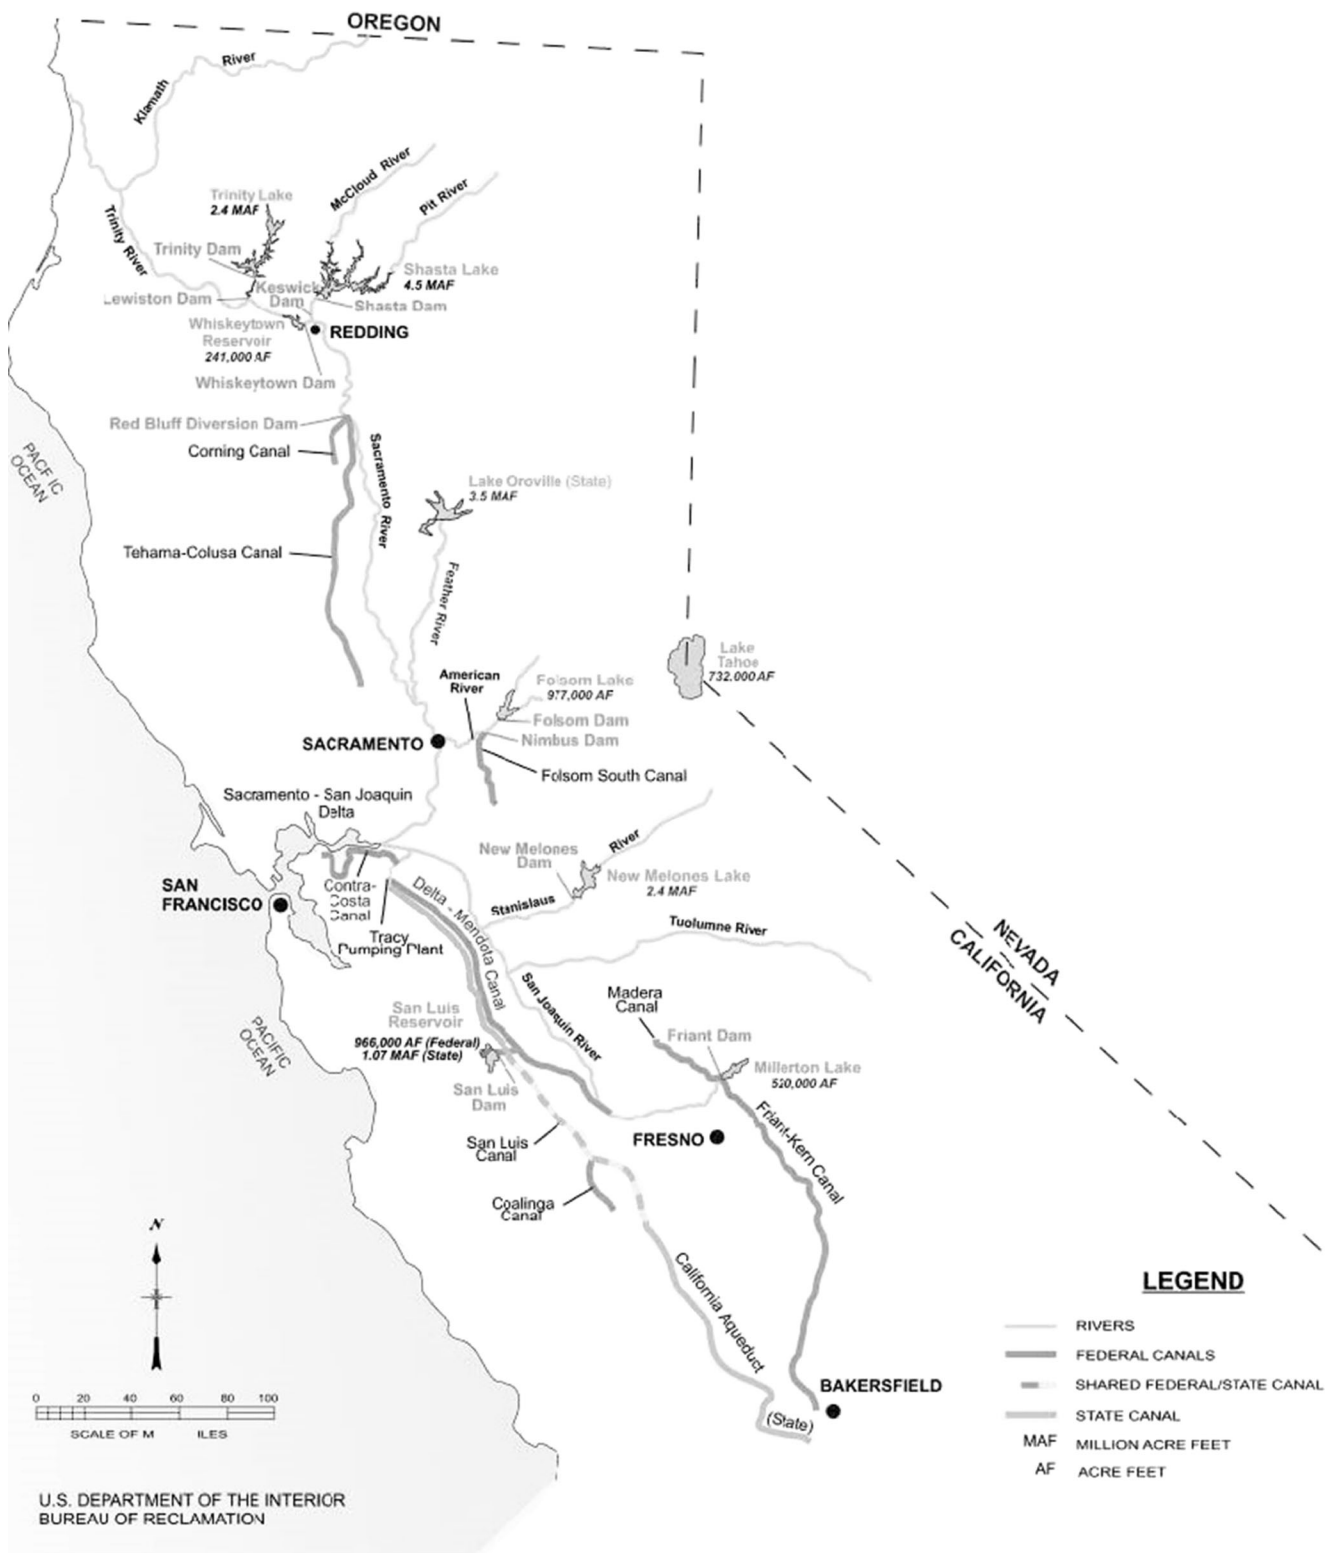 OREGON
Klamath
River
McCloud River
Pit River
Trinity Lake
2.4 MAF
Trinity River
Trinity Dam
Shasta Lake
4.5 MAF
Keswick
Dam
Lewiston Dam
Shasta Dam
Whiskeytown
Reservoir
241,000 AF
REDDING
Whiskeytown Dam
Red Bluff Diversion Dam
Corning Canal
Sacramento River
PACIFIC
OCEAN
Lake Oroville (State)
3.5 MAF
Tehama-Colusa Canal
Feather River
Lake
Tahoe
732,000 AF
American
River
Folsom Lake
977,000 AF
Folsom Dam
Nimbus Dam
SACRAMENTO
Folsom South Canal
Sacramento - San Joaquin
Delta
New Melones
Dam
River
New Melones Lake
2.4 MAF
Stanislaus
SAN
FRANCISCO
Contra-
Costa
Canal
Tracy
Pumping Plant
Delta - Mendota Canal
Tuolumne River
NEVADA
CALIFORNIA
San Joaquin River
Madera
Canal
San Luis
Reservoir
966,000 AF (Federal)
1.07 MAF (State)
Friant Dam
Millerton Lake
520,000 AF
PACIFIC
OCEAN
San Luis
Dam
San Luis
Canal
FRESNO
Friant-Kern Canal
Coalinga
Canal
N
California Aqueduct
BAKERSFIELD
(State)
LEGEND
RIVERS
FEDERAL CANALS
SHARED FEDERAL/STATE CANAL
STATE CANAL
MAF MILLION ACRE FEET
AF ACRE FEET
0 20 40 60 80 100
SCALE OF M ILES
U.S. DEPARTMENT OF THE INTERIOR
BUREAU OF RECLAMATION